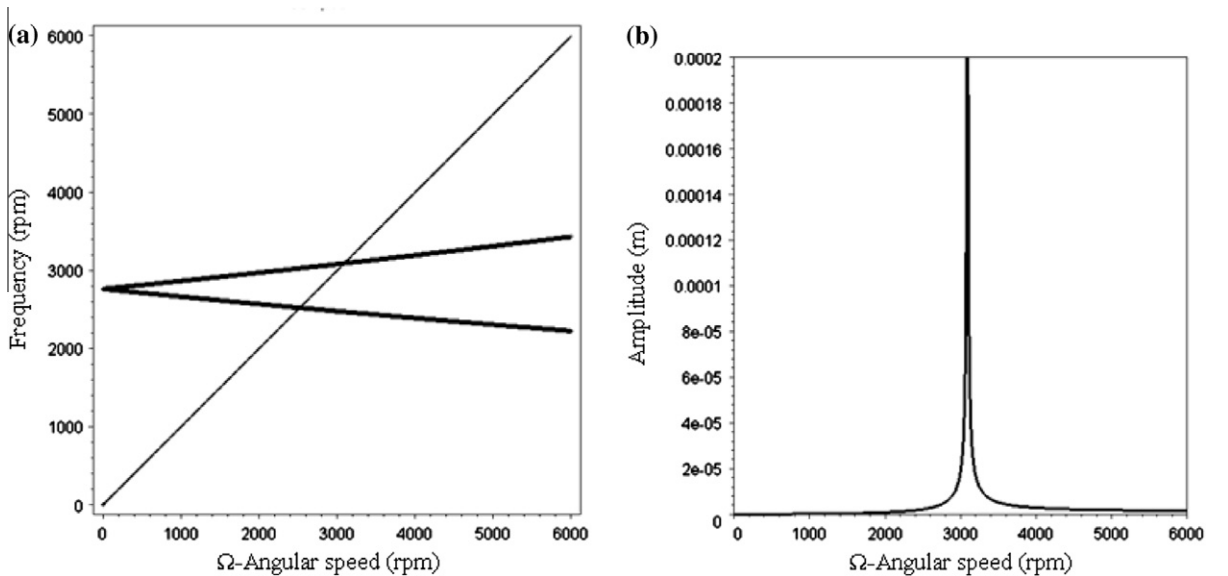 (a)
6000
5000
4000
3000
2000
1000
0
Frequency (rpm)
0 1000 2000 3000 4000 5000 6000
Ω-Angular speed (rpm)
(b)
0.0002
0.00018
0.00016
0.00014
0.00012
0.0001
8e-05
6e-05
4e-05
2e-05
0
Amplitude (m)
0 1000 2000 3000 4000 5000 6000
Ω-Angular speed (rpm)